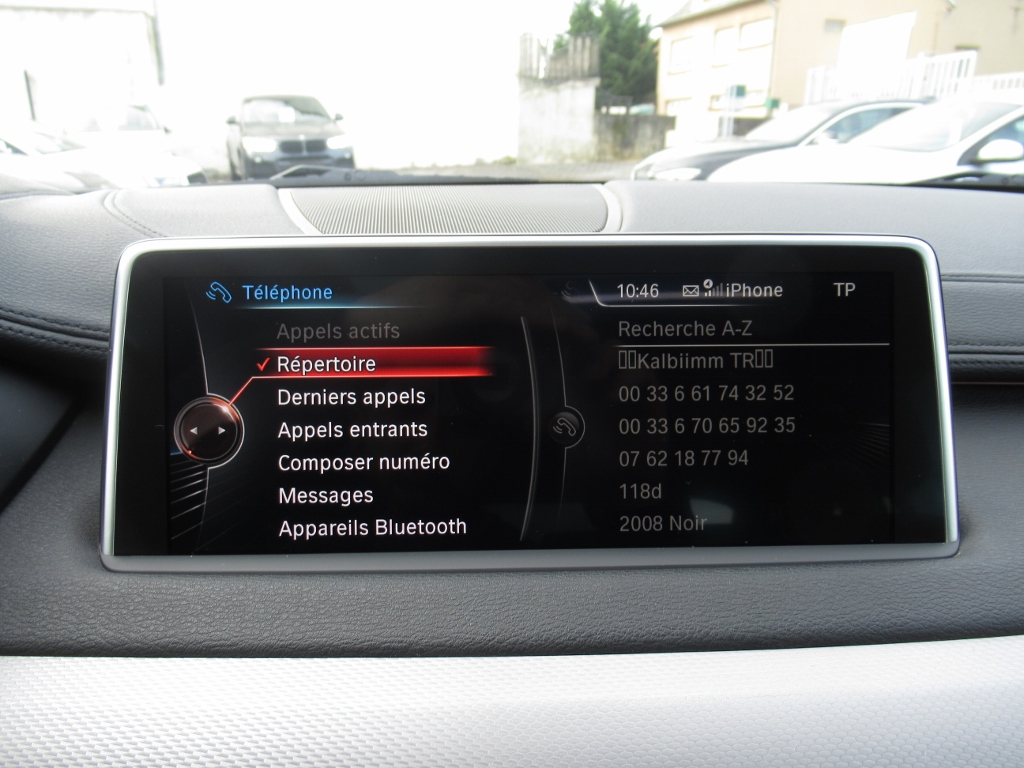 Téléphone
10:46 iPhone TP
Appels actifs
Répertoire
Derniers appels
Appels entrants
Composer numéro
Messages
Appareils Bluetooth
Recherche A-Z
▯▯Kalbiimm TR▯▯
00 33 6 61 74 32 52
00 33 6 70 65 92 35
07 62 18 77 94
118d
2008 Noir